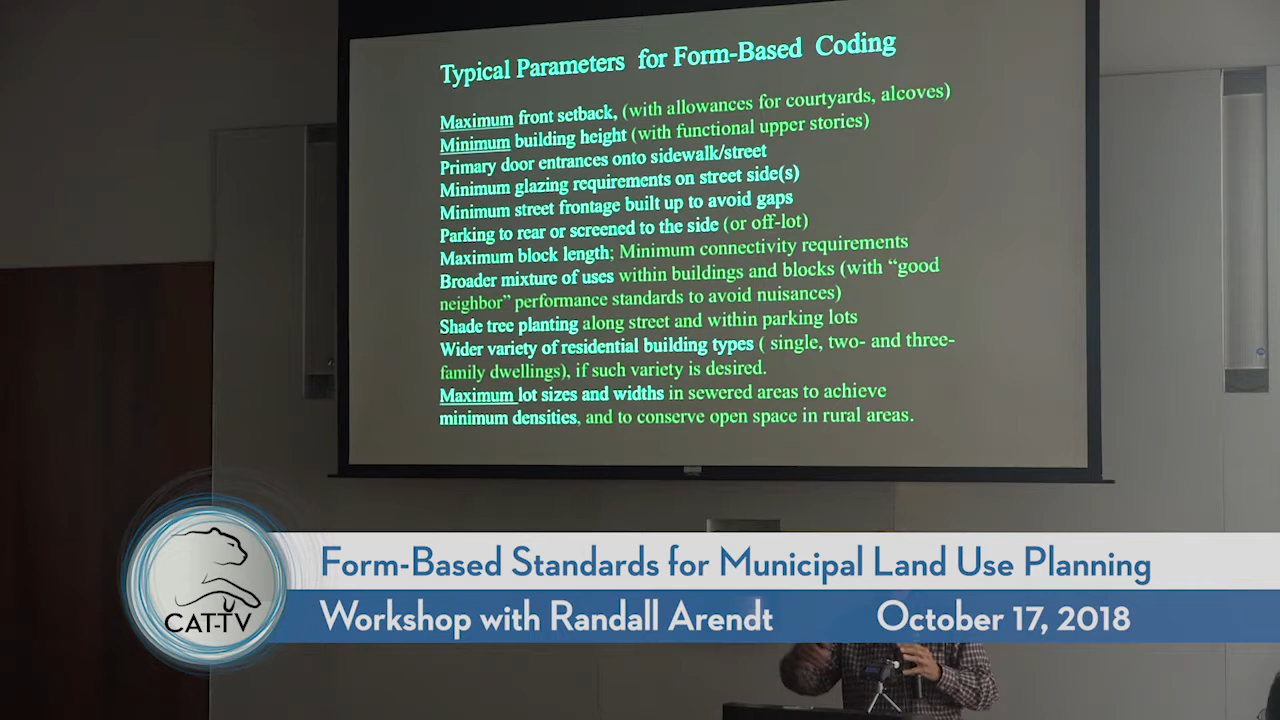 Typical Parameters for Form-Based Coding
Maximum front setback, (with allowances for courtyards, alcoves)
Minimum building height (with functional upper stories)
Primary door entrances onto sidewalk/street
Minimum glazing requirements on street side(s)
Minimum street frontage built up to avoid gaps
Parking to rear or screened to the side (or off-lot)
Maximum block length; Minimum connectivity requirements
Broader mixture of uses within buildings and blocks (with “good
neighbor” performance standards to avoid nuisances)
Shade tree planting along street and within parking lots
Wider variety of residential building types ( single, two- and three-
family dwellings), if such variety is desired.
Maximum lot sizes and widths in sewered areas to achieve
minimum densities, and to conserve open space in rural areas.
CAT-TV
Form-Based Standards for Municipal Land Use Planning
Workshop with Randall Arendt October 17, 2018